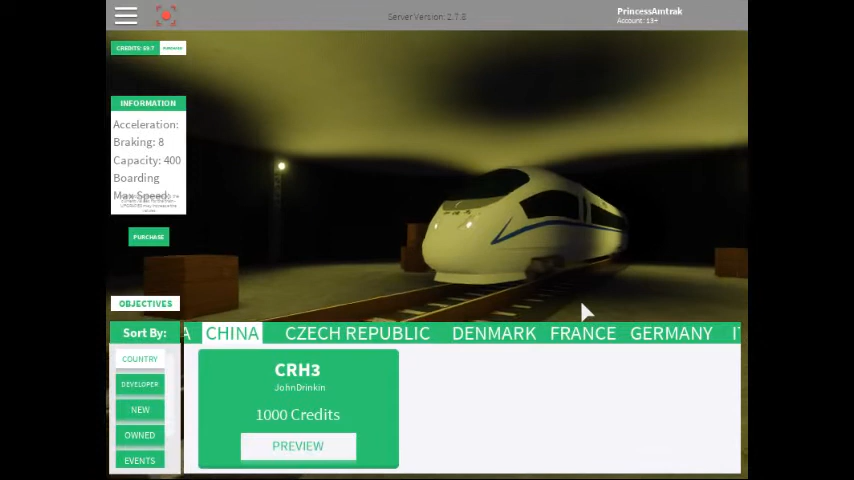 Server Version: 2.7.8
PrincessAmtrak
Account: 13+
CREDITS: 89.7
PURCHASE
INFORMATION
Acceleration:
Braking: 8
Capacity: 400
Boarding
Max Speed:
PURCHASE
OBJECTIVES
Sort By:
A CHINA CZECH REPUBLIC DENMARK FRANCE GERMANY IT
COUNTRY
DEVELOPER
NEW
OWNED
EVENTS
CRH3
JohnDrinkin
1000 Credits
PREVIEW